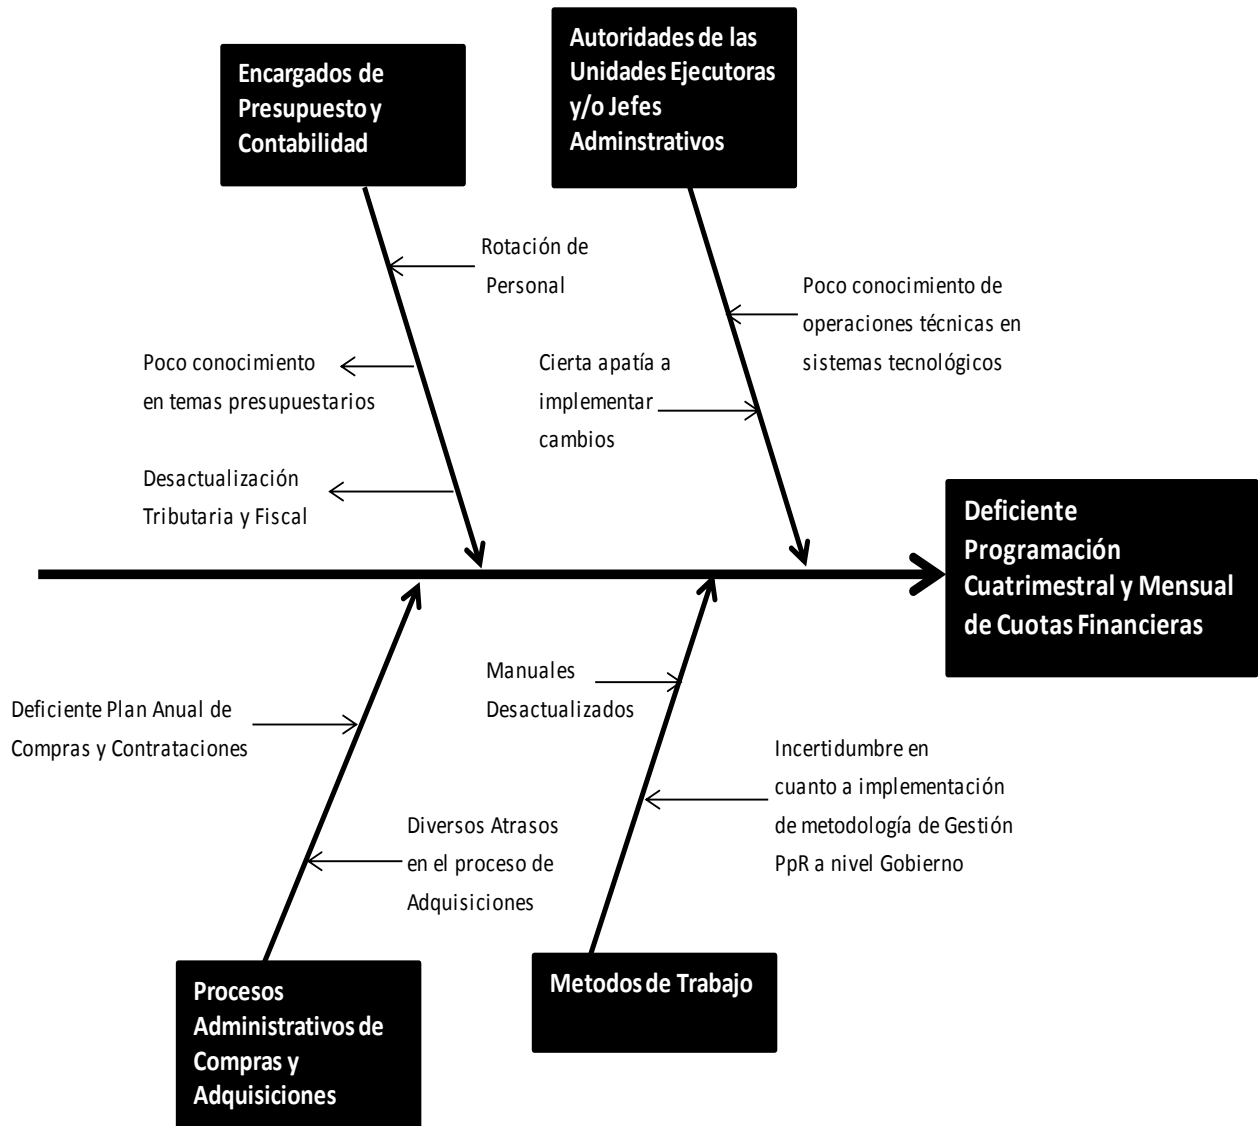 Encargados de
Presupuesto y
Contabilidad
Autoridades de las
Unidades Ejecutoras
y/o Jefes
Adminstrativos
Rotación de
Personal
Poco conocimiento
en temas presupuestarios
Desactualización
Tributaria y Fiscal
Poco conocimiento de
operaciones técnicas en
sistemas tecnológicos
Cierta apatía a
implementar
cambios
Deficiente
Programación
Cuatrimestral y Mensual
de Cuotas Financieras
Deficiente Plan Anual de
Compras y Contrataciones
Diversos Atrasos
en el proceso de
Adquisiciones
Manuales
Desactualizados
Incertidumbre en
cuanto a implementación
de metodología de Gestión
PpR a nivel Gobierno
Procesos
Administrativos de
Compras y
Adquisiciones
Metodos de Trabajo